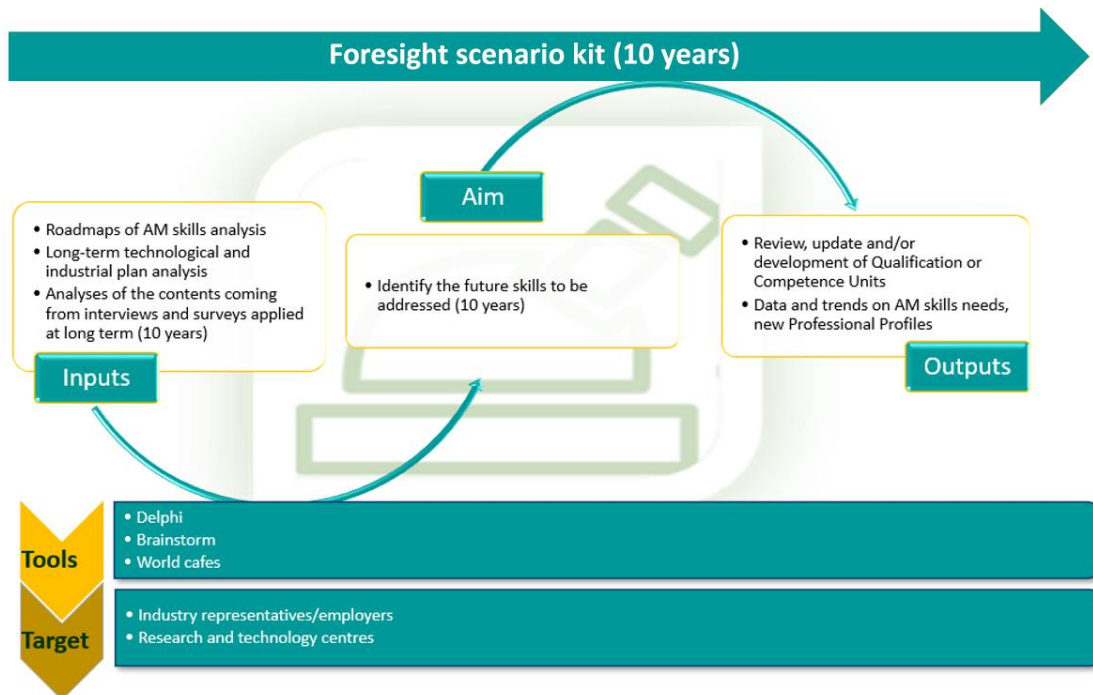 Foresight scenario kit (10 years)
• Roadmaps of AM skills analysis
• Long-term technological and
industrial plan analysis
• Analyses of the contents coming
from interviews and surveys applied
at long term (10 years)
Inputs
Aim
• Identify the future skills to be
addressed (10 years)
• Review, update and/or
development of Qualification or
Competence Units
• Data and trends on AM skills needs,
new Professional Profiles
Outputs
Tools
• Delphi
• Brainstorm
• World cafes
Target
• Industry representatives/employers
• Research and technology centres